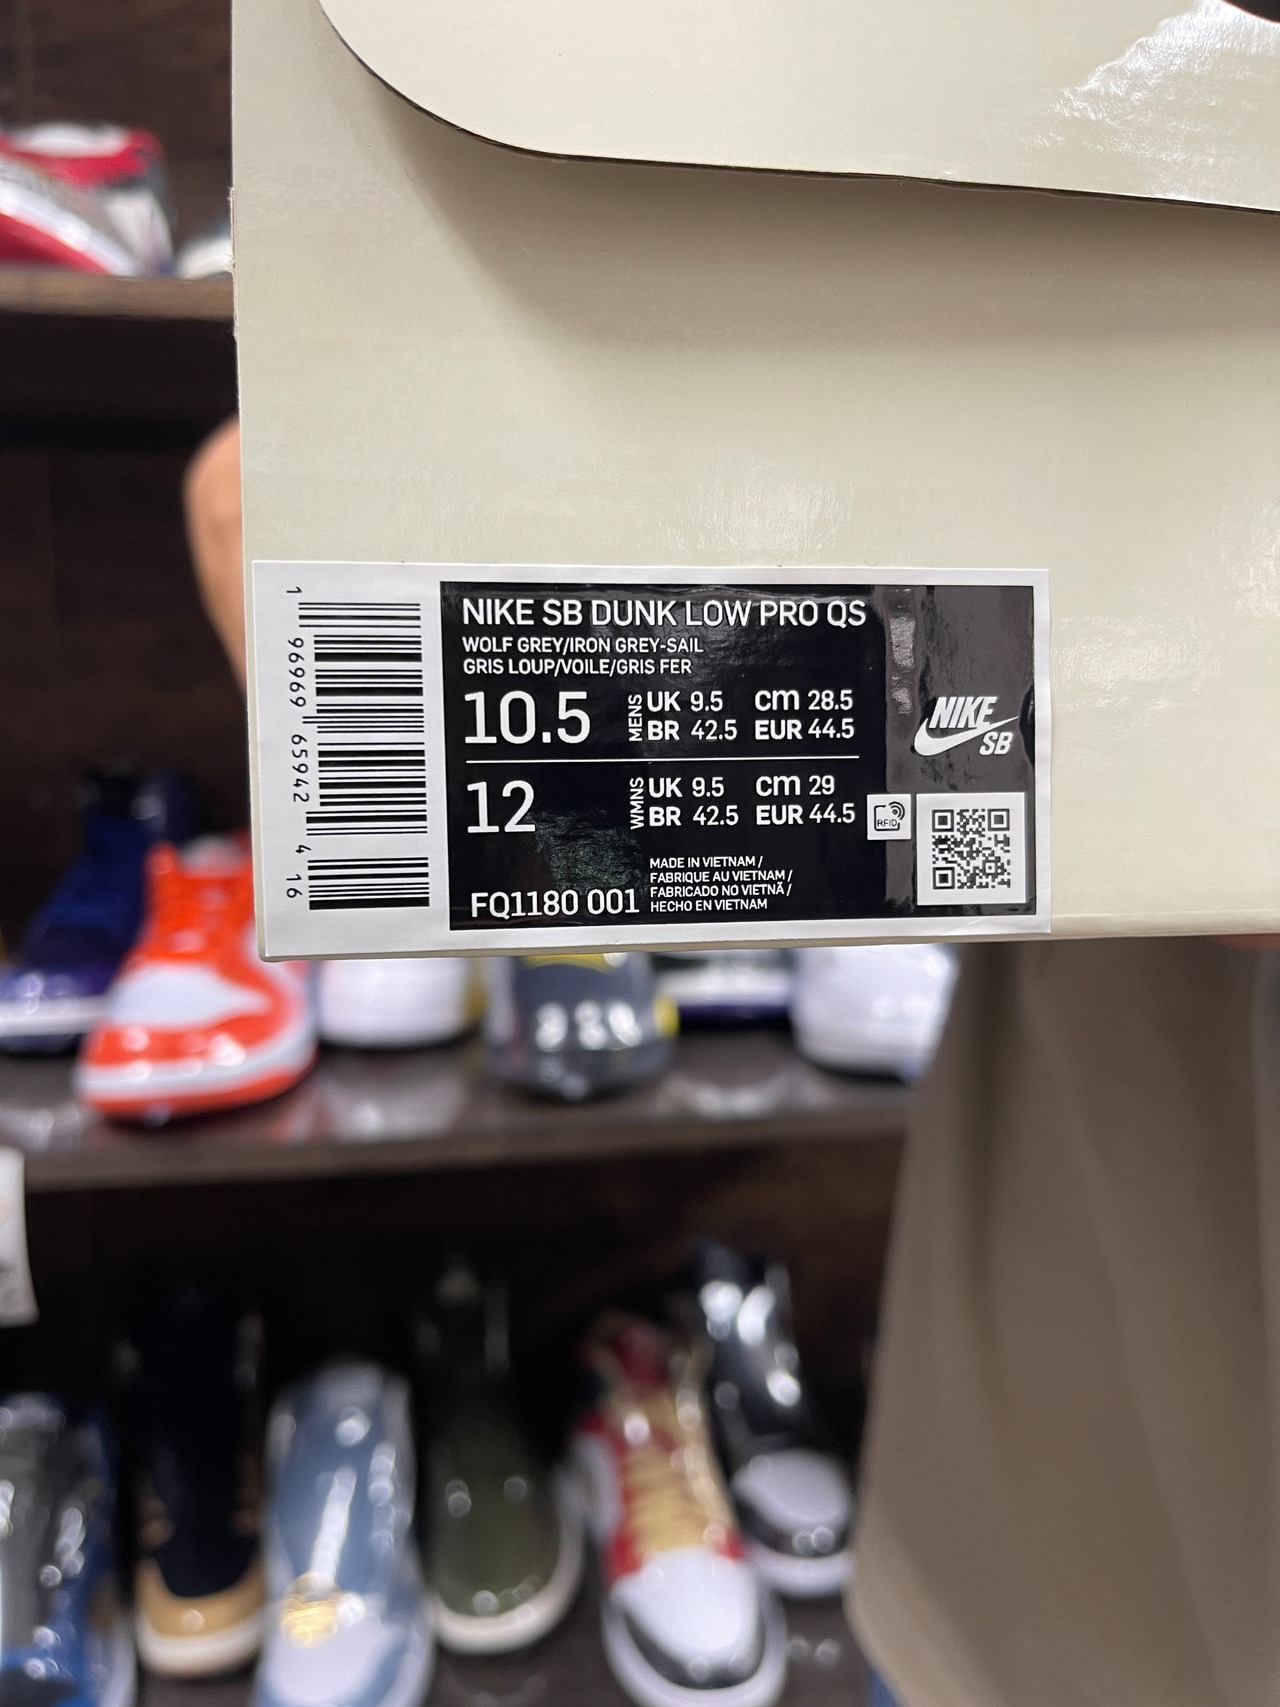 NIKE SB DUNK LOW PRO QS
WOLF GREY/IRON GREY-SAIL
GRIS LOUP/VOILE/GRIS FER
10.5 MENS UK 9.5 cm 28.5
BR 42.5 EUR 44.5
12 WMNS UK 9.5 cm 29
BR 42.5 EUR 44.5
FQ1180 001
MADE IN VIETNAM /
FABRIQUE AU VIETNAM /
FABRICADO NO VIETNÃ /
HECHO EN VIETNAM
NIKE
SB
RFID
1 96969 65942 4 16